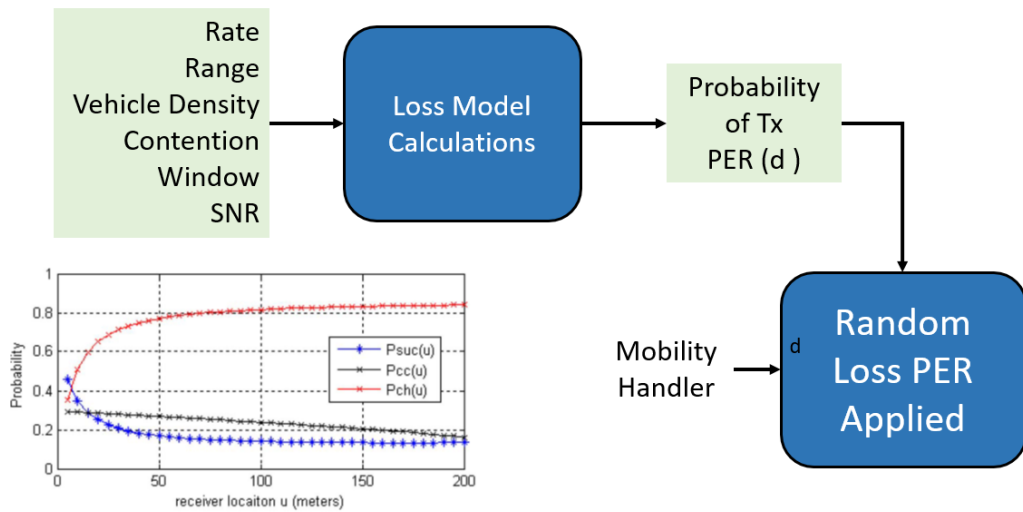 Rate
Range
Vehicle Density
Contention
Window
SNR
Loss Model
Calculations
Probability
of Tx
PER (d )
Mobility
Handler
d
Random
Loss PER
Applied
1
0.8
0.6
0.4
0.2
0
Probability
Psuc(u)
Pcc(u)
Pch(u)
0 50 100 150 200
receiver locaiton u (meters)